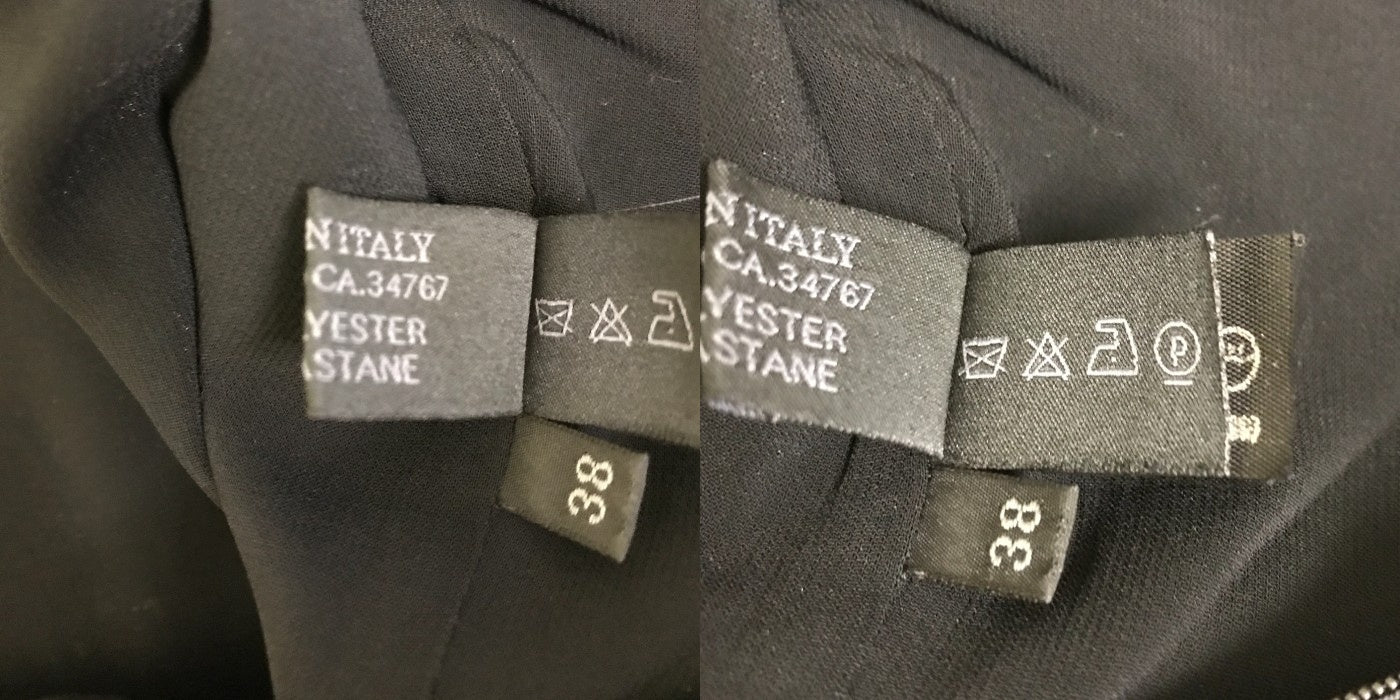 N ITALY
CA.34767
YESTER
STANE
38
N ITALY
CA.34767
YESTER
STANE
P
38